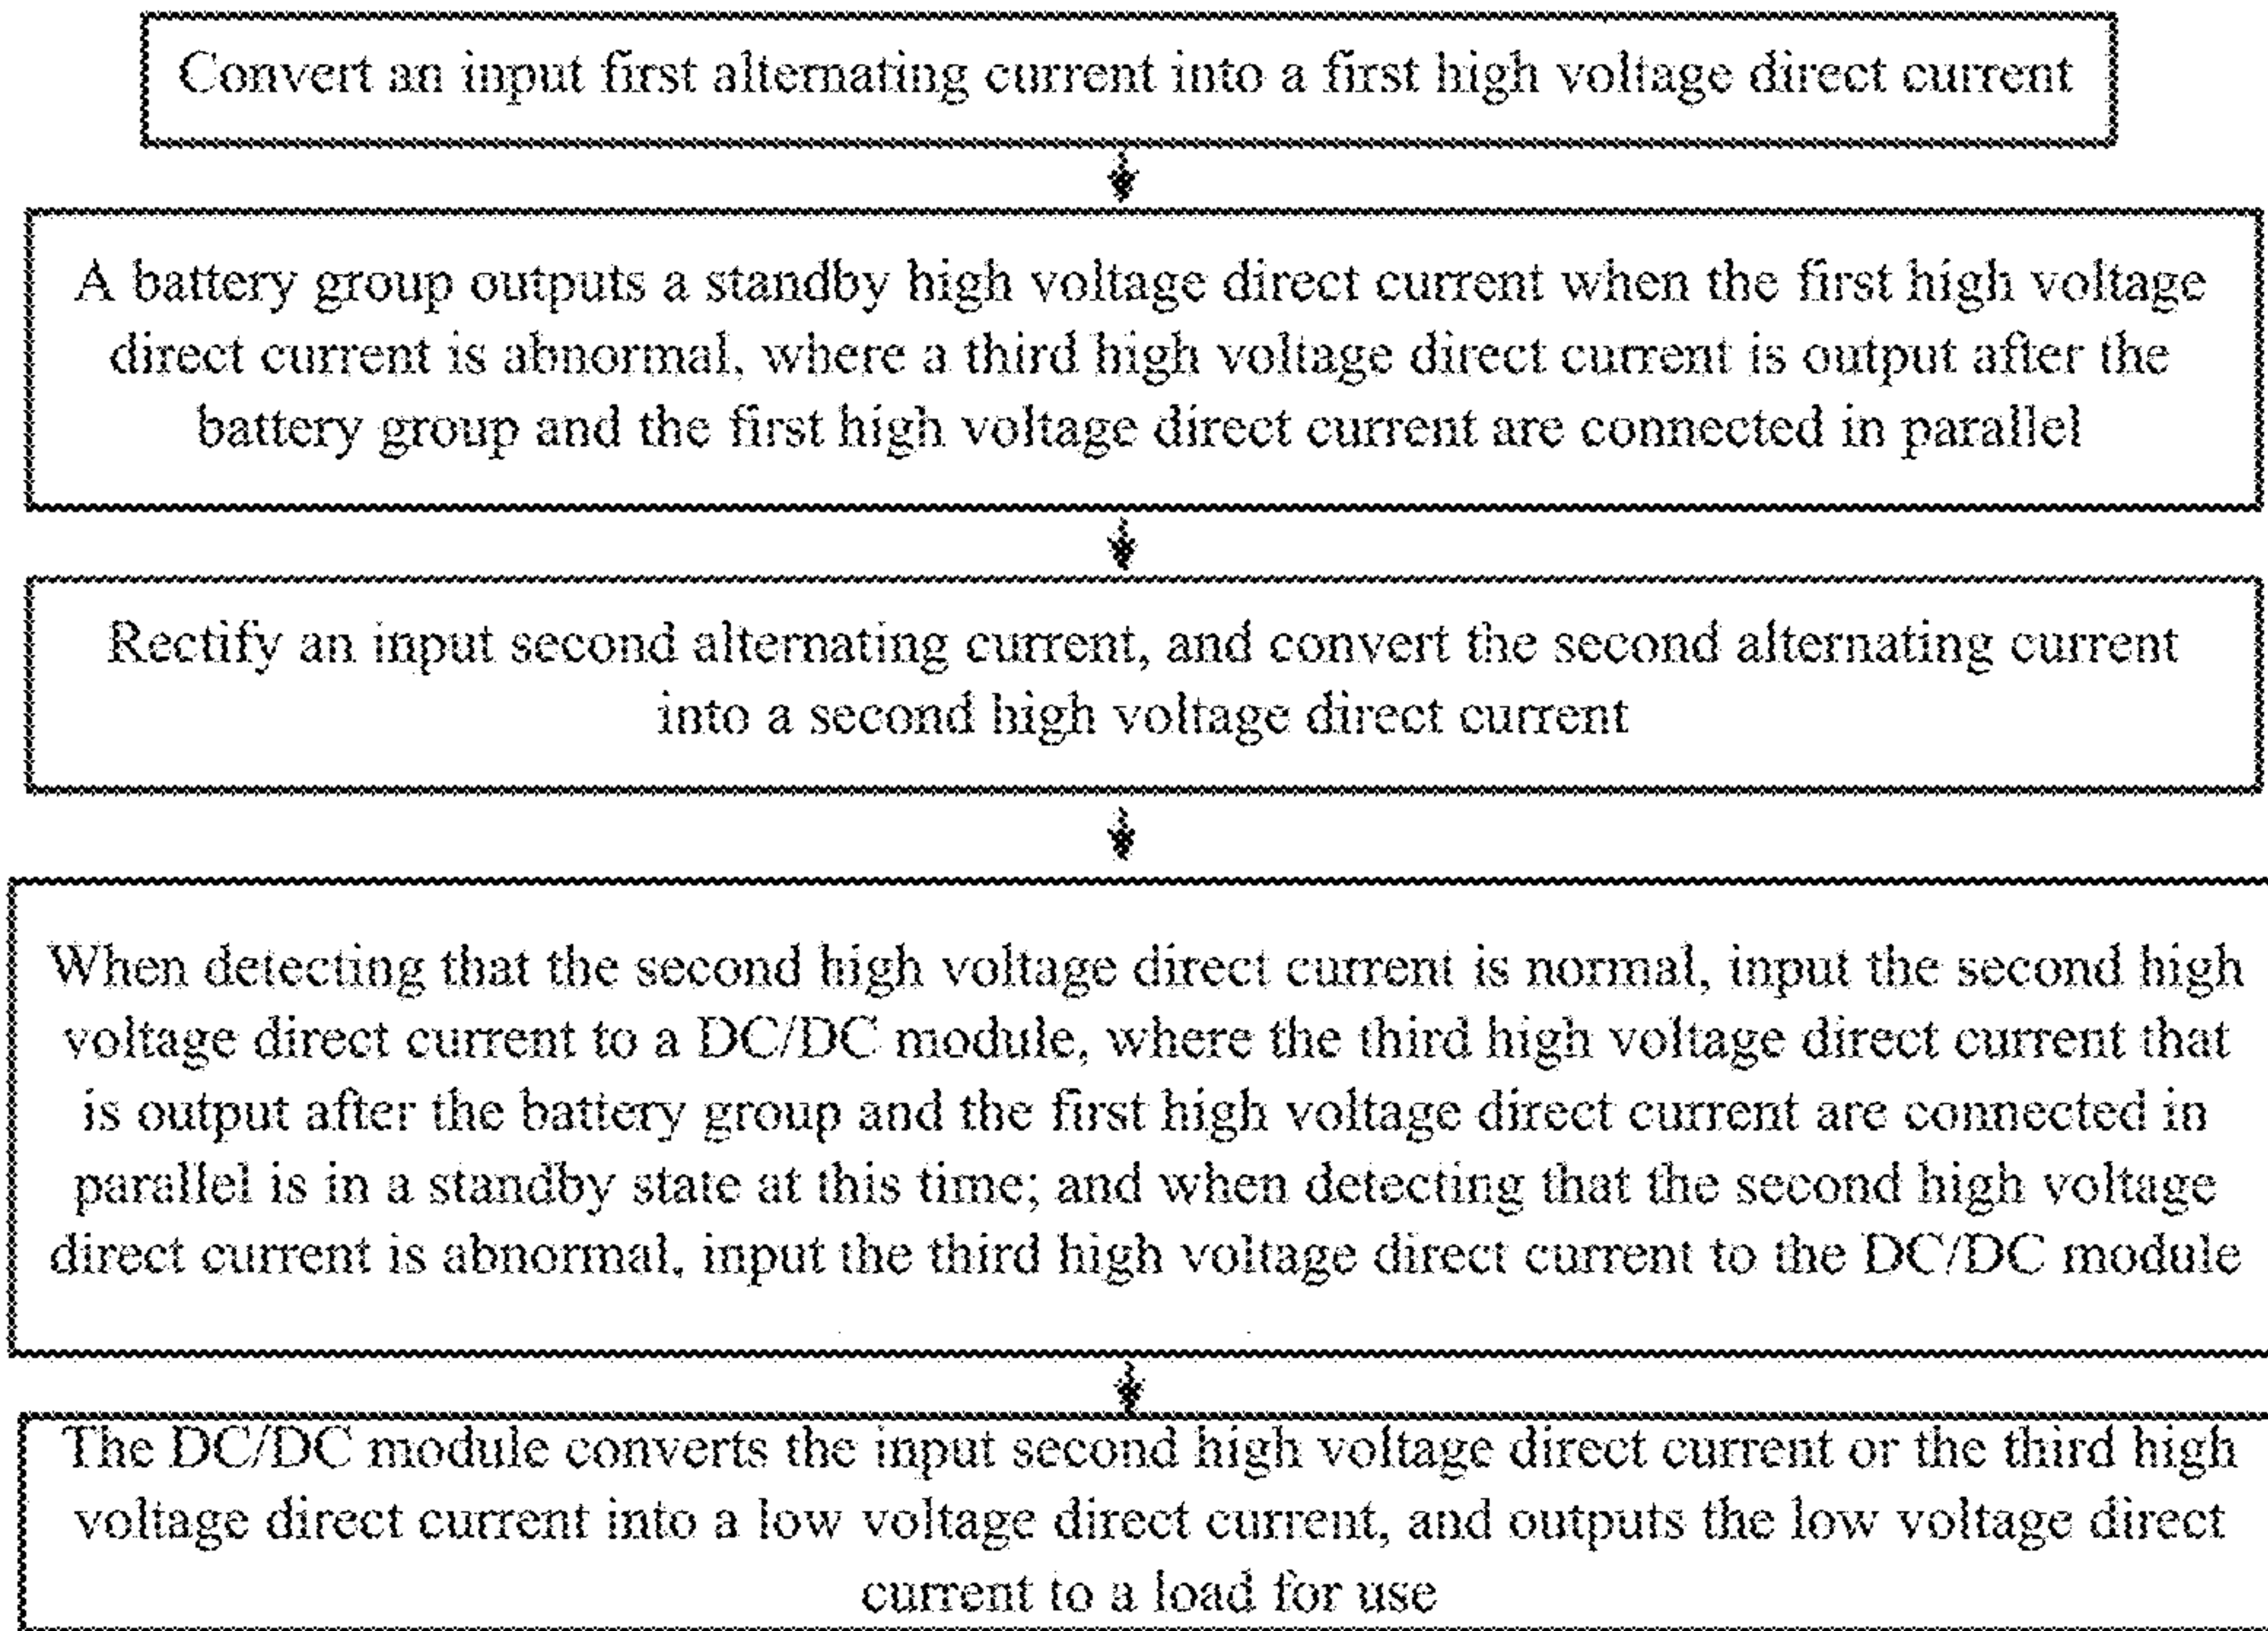 Convert an input first alternating current into a first high voltage direct current
A battery group outputs a standby high voltage direct current when the first high voltage
direct current is abnormal, where a third high voltage direct current is output after the
battery group and the first high voltage direct current are connected in parallel
Rectify an input second alternating current, and convert the second alternating current
into a second high voltage direct current
When detecting that the second high voltage direct current is normal, input the second high
voltage direct current to a DC/DC module, where the third high voltage direct current that
is output after the battery group and the first high voltage direct current are connected in
parallel is in a standby state at this time; and when detecting that the second high voltage
direct current is abnormal, input the third high voltage direct current to the DC/DC module
The DC/DC module converts the input second high voltage direct current or the third high
voltage direct current into a low voltage direct current, and outputs the low voltage direct
current to a load for use